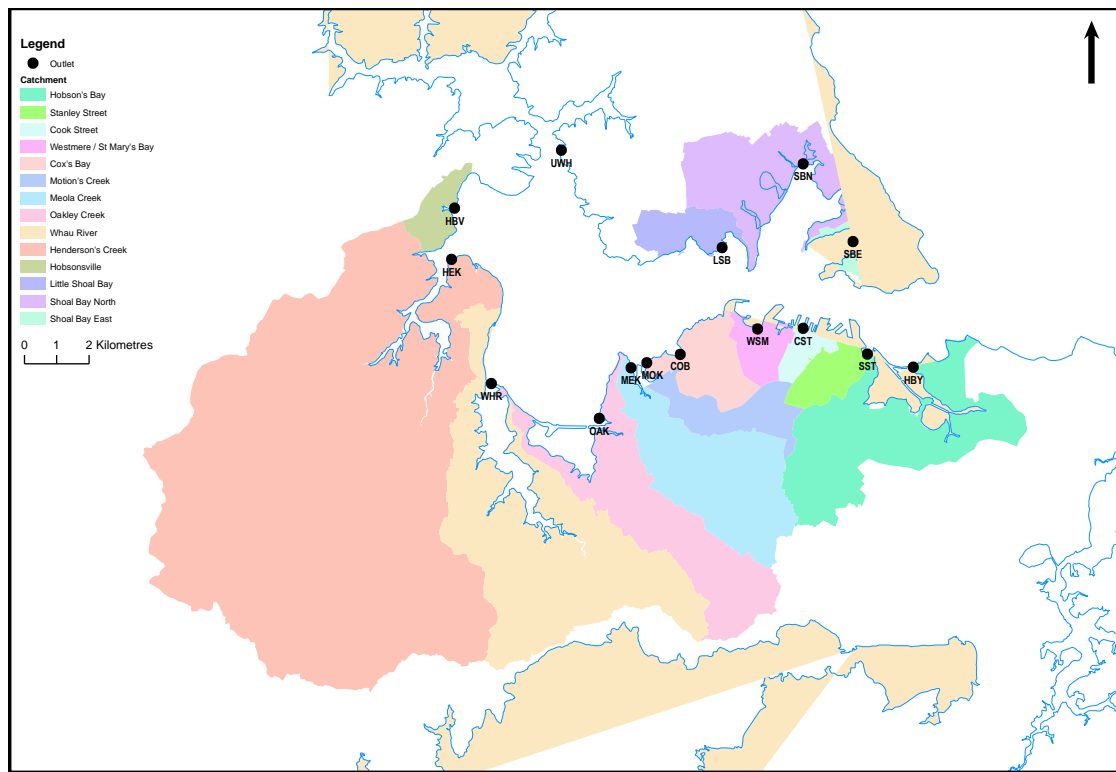 Legend
Outlet
Catchment
Hobson's Bay
Stanley Street
Cook Street
Westmere / St Mary's Bay
Cox's Bay
Motion's Creek
Meola Creek
Oakley Creek
Whau River
Henderson's Creek
Hobsonsville
Little Shoal Bay
Shoal Bay North
Shoal Bay East
0 1 2 Kilometres
UWH
SBN
HBV
SBE
LSB
HEK
WSM
CST
COB
SST
MOK
MEK
HBY
WHR
OAK